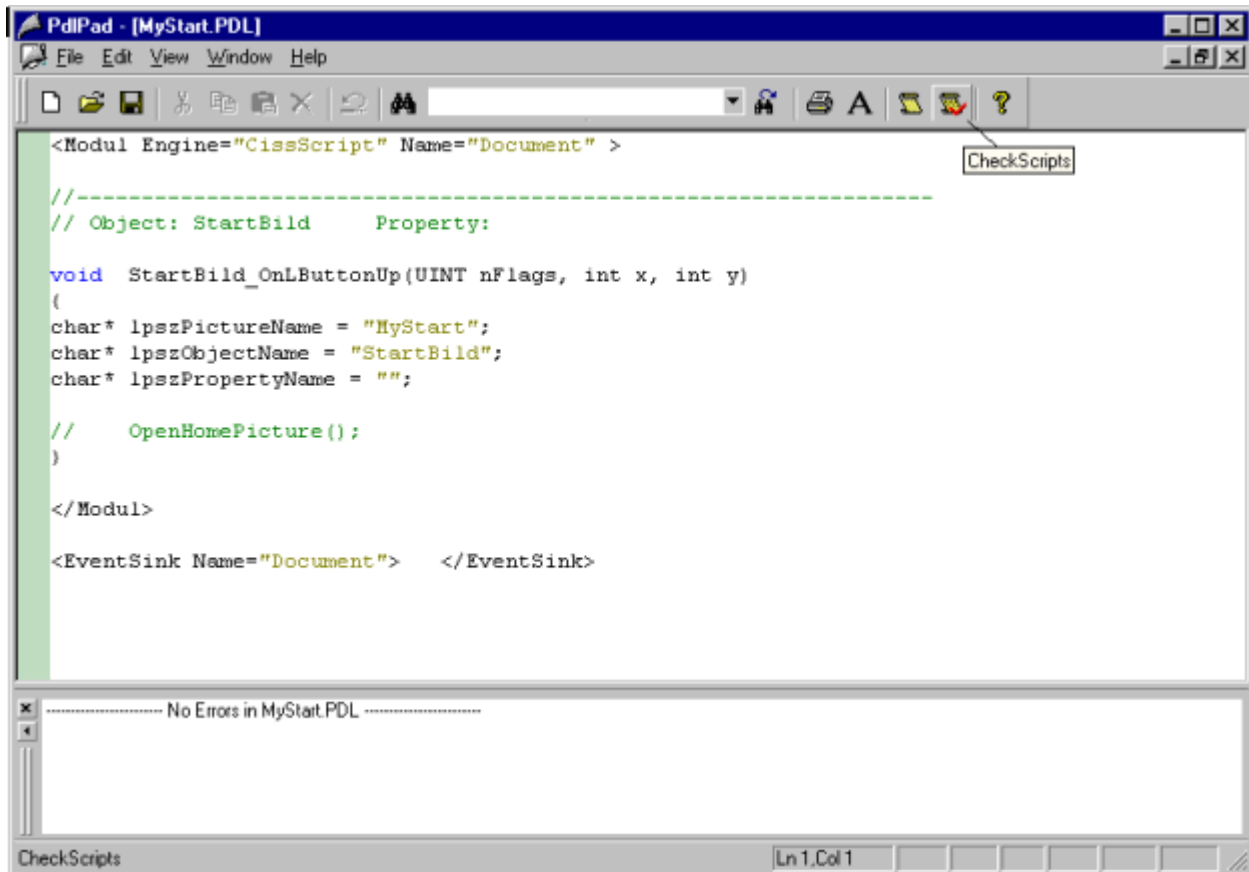 PdlPad - [MyStart.PDL]
File Edit View Window Help
<Modul Engine="CissScript" Name="Document" >
CheckScripts
//-------------------------------------------------------------------
// Object: StartBild     Property:
void  StartBild_OnLButtonUp(UINT nFlags, int x, int y)
{
char* lpszPictureName = "MyStart";
char* lpszObjectName = "StartBild";
char* lpszPropertyName = "";
//    OpenHomePicture();
}
</Modul>
<EventSink Name="Document">   </EventSink>
------------------------- No Errors in MyStart.PDL -------------------------
CheckScripts
Ln 1,Col 1